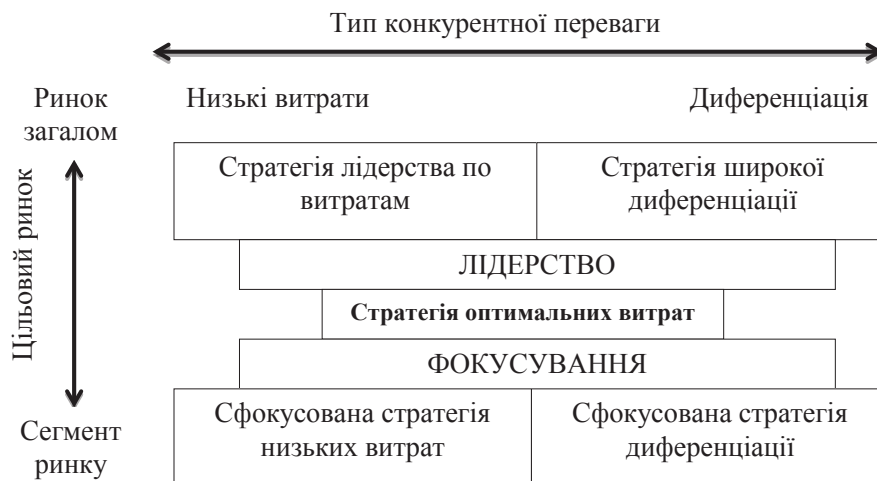 Тип конкурентної переваги
Ринок
загалом
Низькі витрати
Диференціація
Цільовий ринок
Стратегія лідерства по
витратам
Стратегія широкої
диференціації
ЛІДЕРСТВО
Стратегія оптимальних витрат
ФОКУСУВАННЯ
Сегмент
ринку
Сфокусована стратегія
низьких витрат
Сфокусована стратегія
диференціації